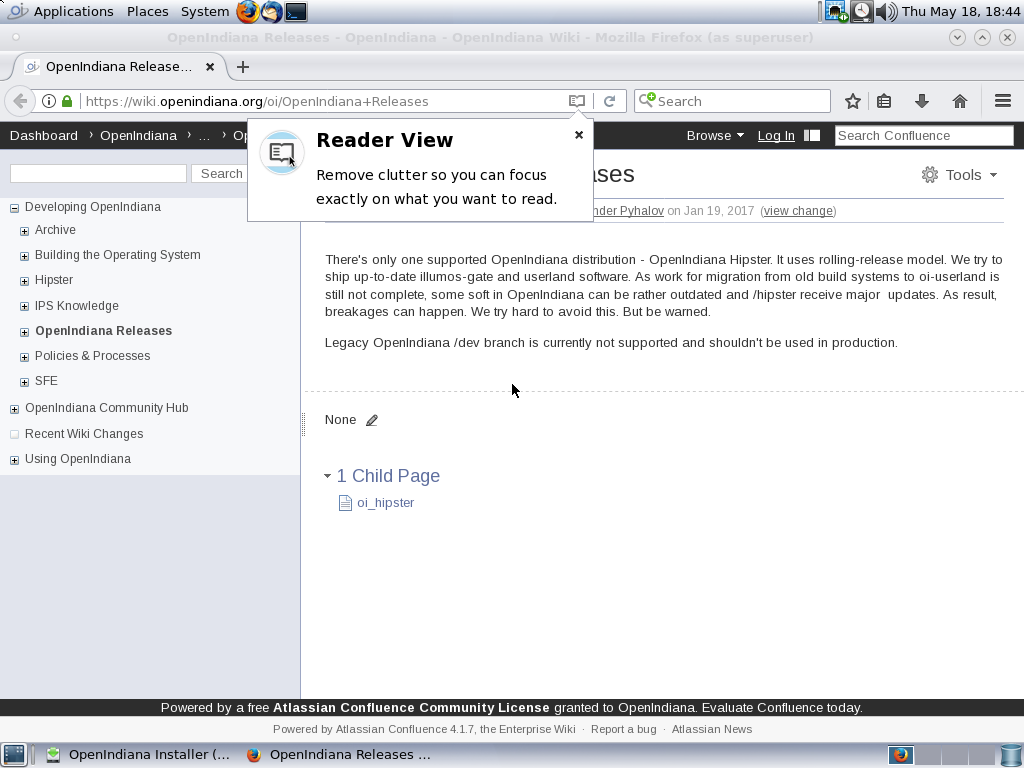 Applications Places System Thu May 18, 18:44
OpenIndiana Releases - OpenIndiana - OpenIndiana Wiki - Mozilla Firefox (as superuser)
OpenIndiana Release...
https://wiki.openindiana.org/oi/OpenIndiana+Releases Search
Dashboard › OpenIndiana › ... › Op Browse Log In Search Confluence
Reader View
Remove clutter so you can focus
exactly on what you want to read.
Search
ases Tools
nder Pyhalov on Jan 19, 2017 (view change)
Developing OpenIndiana
Archive
Building the Operating System
Hipster
IPS Knowledge
OpenIndiana Releases
Policies & Processes
SFE
OpenIndiana Community Hub
Recent Wiki Changes
Using OpenIndiana
There's only one supported OpenIndiana distribution - OpenIndiana Hipster. It uses rolling-release model. We try to
ship up-to-date illumos-gate and userland software. As work for migration from old build systems to oi-userland is
still not complete, some soft in OpenIndiana can be rather outdated and /hipster receive major updates. As result,
breakages can happen. We try hard to avoid this. But be warned.
Legacy OpenIndiana /dev branch is currently not supported and shouldn't be used in production.
None
1 Child Page
oi_hipster
Powered by a free Atlassian Confluence Community License granted to OpenIndiana. Evaluate Confluence today.
Powered by Atlassian Confluence 4.1.7, the Enterprise Wiki · Report a bug · Atlassian News
OpenIndiana Installer (... OpenIndiana Releases ...